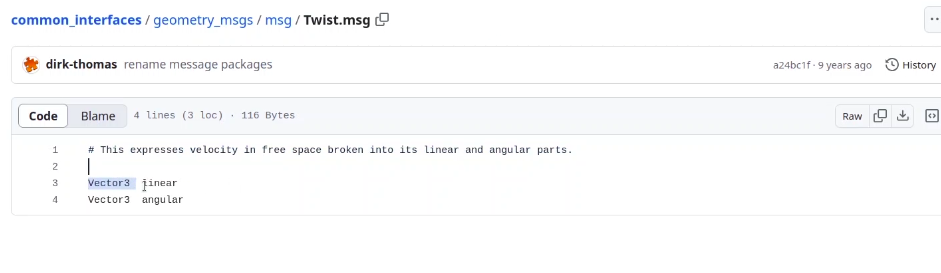 common_interfaces / geometry_msgs / msg / Twist.msg
dirk-thomas rename message packages a24bc1f · 9 years ago History
Code Blame 4 lines (3 loc) · 116 Bytes Raw
1 # This expresses velocity in free space broken into its linear and angular parts.
2
3 Vector3 linear
4 Vector3 angular